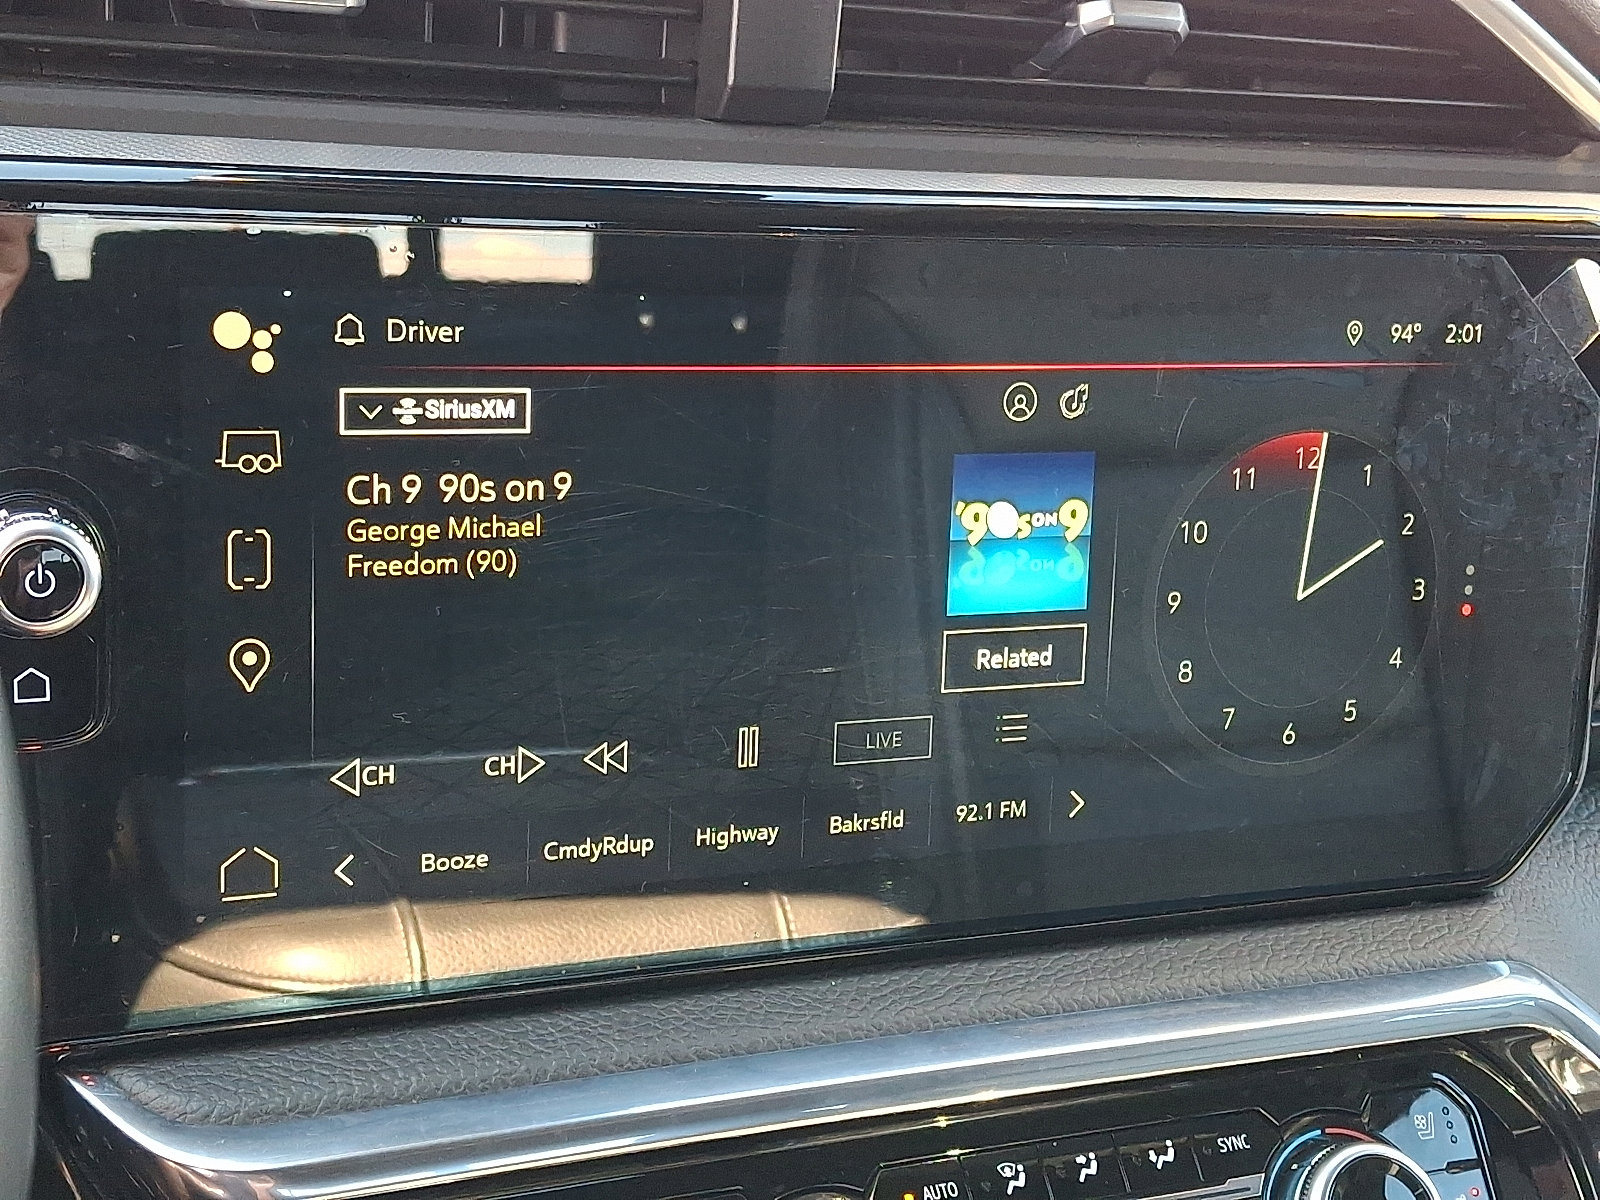 Driver
94° 2:01
SiriusXM
Ch 9 90s on 9
George Michael
Freedom (90)
'90s ON 9
Related
12
1
2
3
4
5
6
7
8
9
10
11
CH
CH
LIVE
Booze
CmdyRdup
Highway
Bakrsfld
92.1 FM
AUTO
SYNC